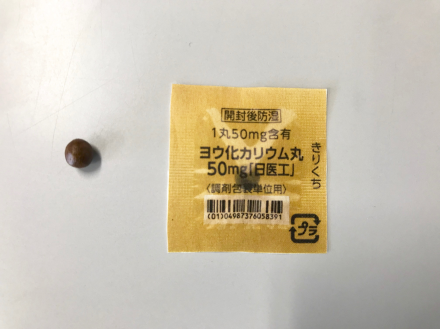 開封後防湿
1丸50mg含有
ヨウ化カリウム丸
50mg「日医工」
〈調剤包装単位用〉
(01)04987376058391
きりくち
プラ